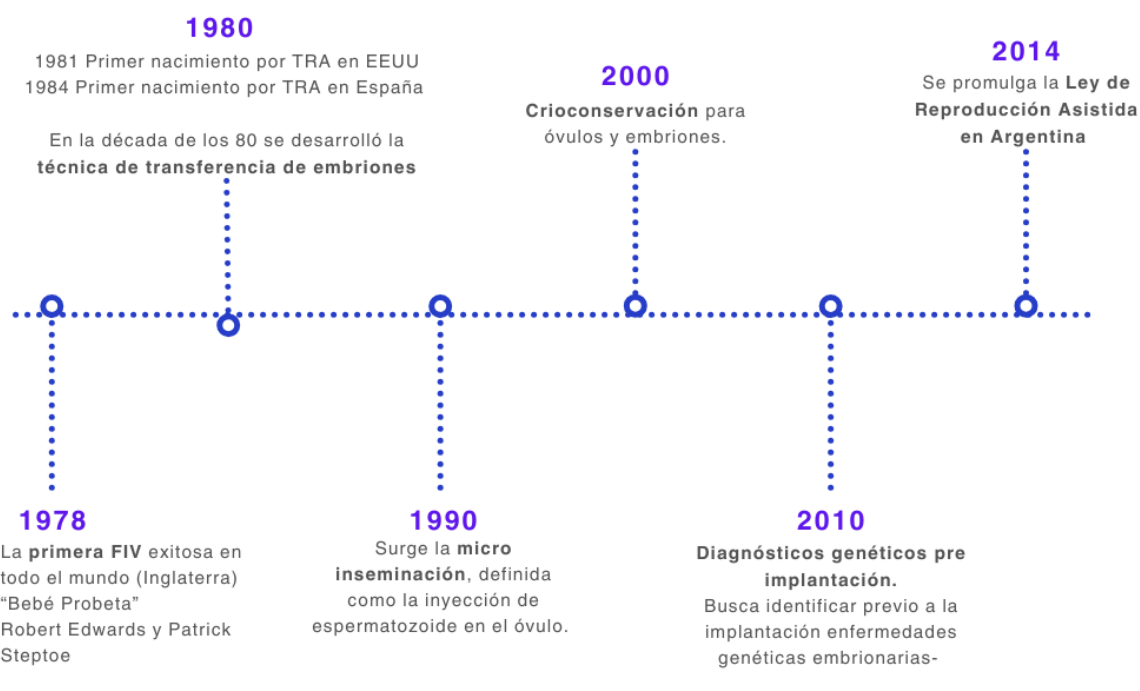 1980
1981 Primer nacimiento por TRA en EEUU
1984 Primer nacimiento por TRA en España
En la década de los 80 se desarrolló la
técnica de transferencia de embriones
2000
Crioconservación para
óvulos y embriones.
2014
Se promulga la Ley de
Reproducción Asistida
en Argentina
1978
La primera FIV exitosa en
todo el mundo (Inglaterra)
“Bebé Probeta”
Robert Edwards y Patrick
Steptoe
1990
Surge la micro
inseminación, definida
como la inyección de
espermatozoide en el óvulo.
2010
Diagnósticos genéticos pre
implantación.
Busca identificar previo a la
implantación enfermedades
genéticas embrionarias-